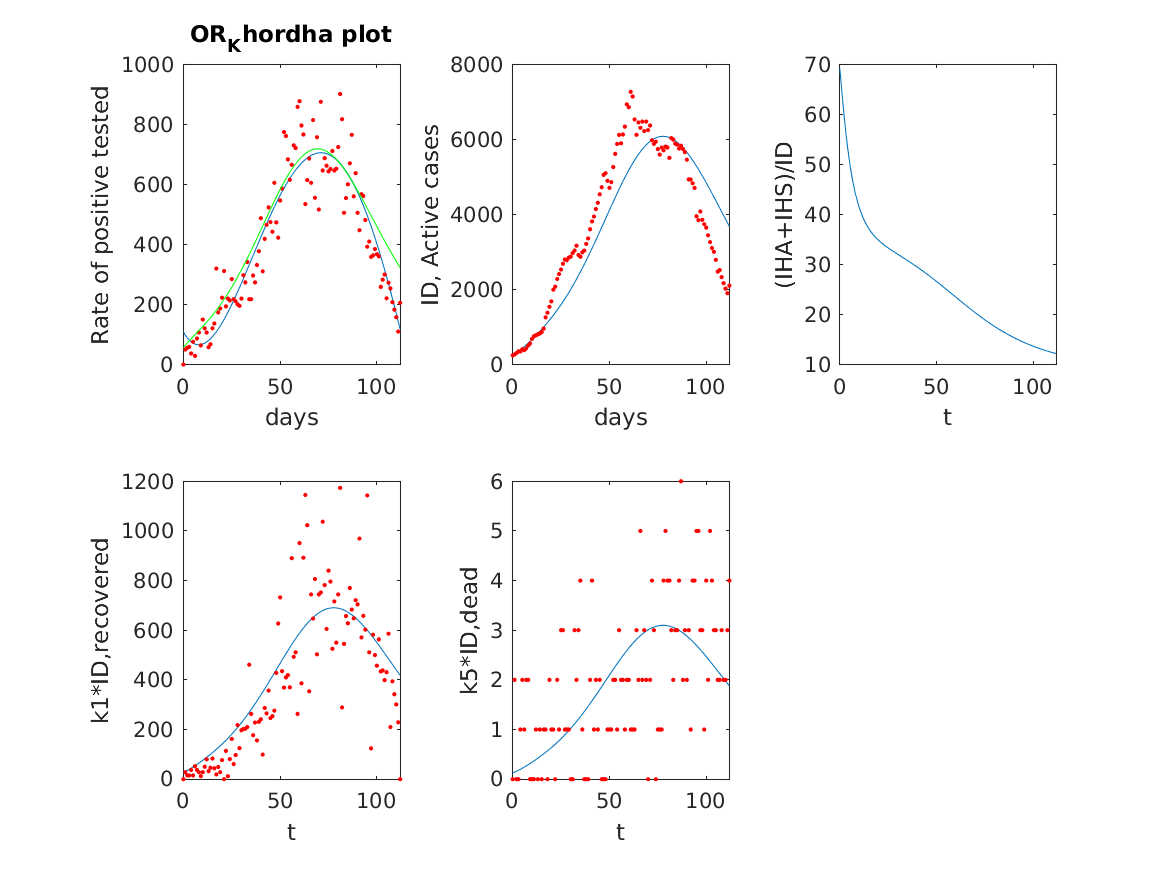 OR_Khordha plot
1000
800
600
400
200
0
0 50 100
Rate of positive tested
days
8000
6000
4000
2000
0
0 50 100
ID, Active cases
days
70
60
50
40
30
20
10
0 50 100
(IHA+IHS)/ID
t
1200
1000
800
600
400
200
0
0 50 100
k1*ID,recovered
t
6
5
4
3
2
1
0
0 50 100
k5*ID,dead
t